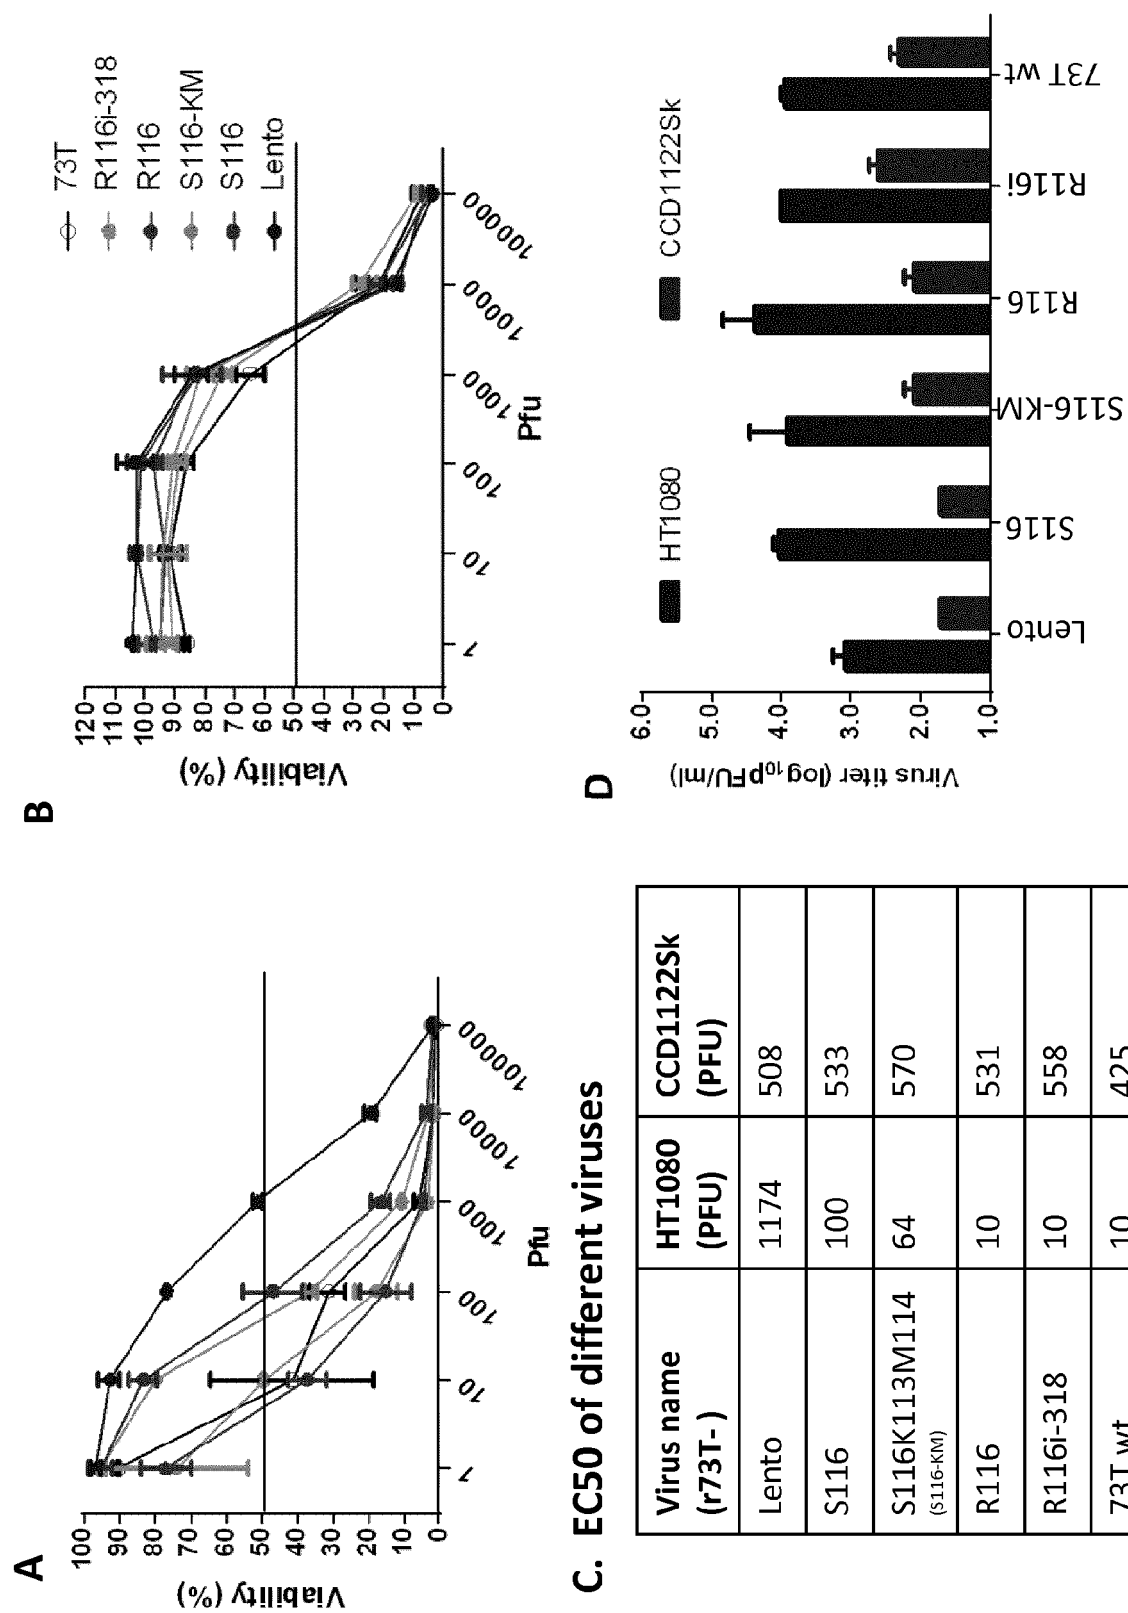 A
Viability (%)
100
90
80
70
60
50
40
30
20
10
0
1
10
100
1000
10000
100000
Pfu
B
Viability (%)
120
110
100
90
80
70
60
50
40
30
20
10
0
1
10
100
1000
10000
100000
Pfu
73T
R116i-318
R116
S116-KM
S116
Lento
C. EC50 of different viruses
Virus name (r73T- ) HT1080 (PFU) CCD1122Sk (PFU)
Lento 1174 508
S116 100 533
S116K113M114 (S116-KM) 64 570
R116 10 531
R116i-318 10 558
73T wt 10 425
D
Virus titer (log10pFU/ml)
6.0
5.0
4.0
3.0
2.0
1.0
HT1080
CCD1122Sk
Lento
S116
S116-KM
R116
R116i
73T wt